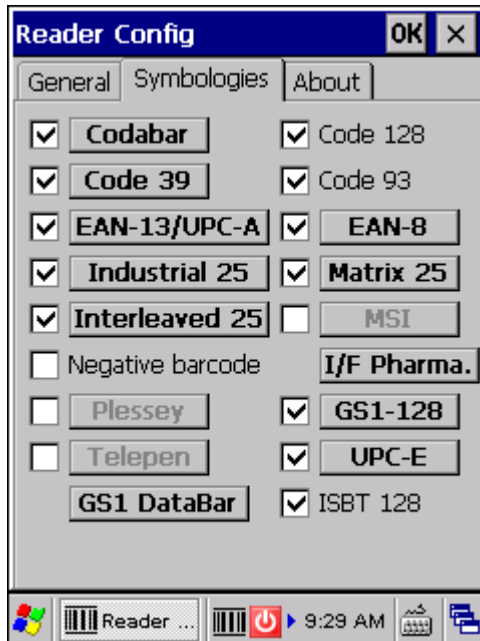 Reader Config OK
General Symbologies About
Codabar Code 128
Code 39 Code 93
EAN-13/UPC-A EAN-8
Industrial 25 Matrix 25
Interleaved 25 MSI
Negative barcode I/F Pharma.
Plessey GS1-128
Telepen UPC-E
GS1 DataBar ISBT 128
Reader ... 9:29 AM